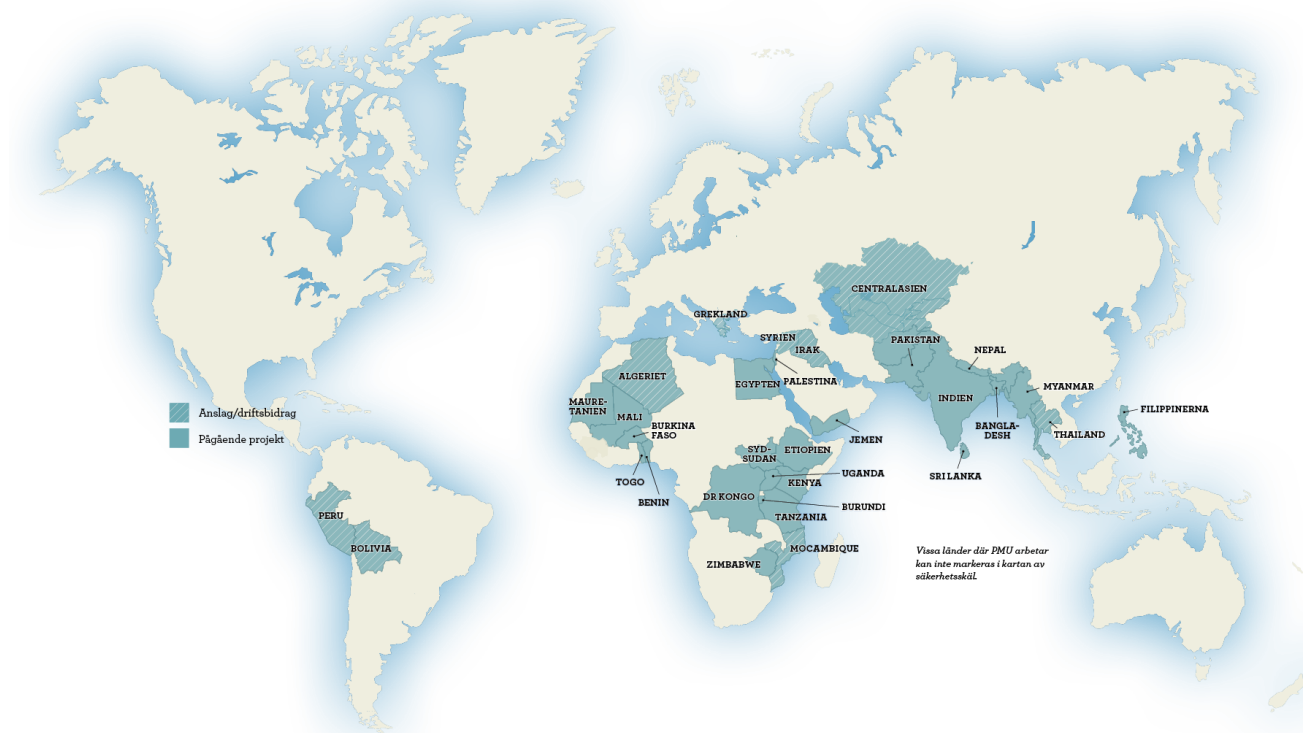 CENTRALASIEN
GREKLAND
SYRIEN
IRAK
PAKISTAN
NEPAL
ALGERIET
EGYPTEN
PALESTINA
INDIEN
MYANMAR
MAURE-
TANIEN
MALI
BURKINA
FASO
FILIPPINERNA
BANGLA-
DESH
THAILAND
Anslag/driftsbidrag
Pågående projekt
JEMEN
SYD-
SUDAN
ETIOPIEN
UGANDA
SRI LANKA
TOGO
KENYA
BENIN
DR KONGO
BURUNDI
PERU
TANZANIA
BOLIVIA
MOCAMBIQUE
ZIMBABWE
Vissa länder där PMU arbetar
kan inte markeras i kartan av
säkerhetsskäl.